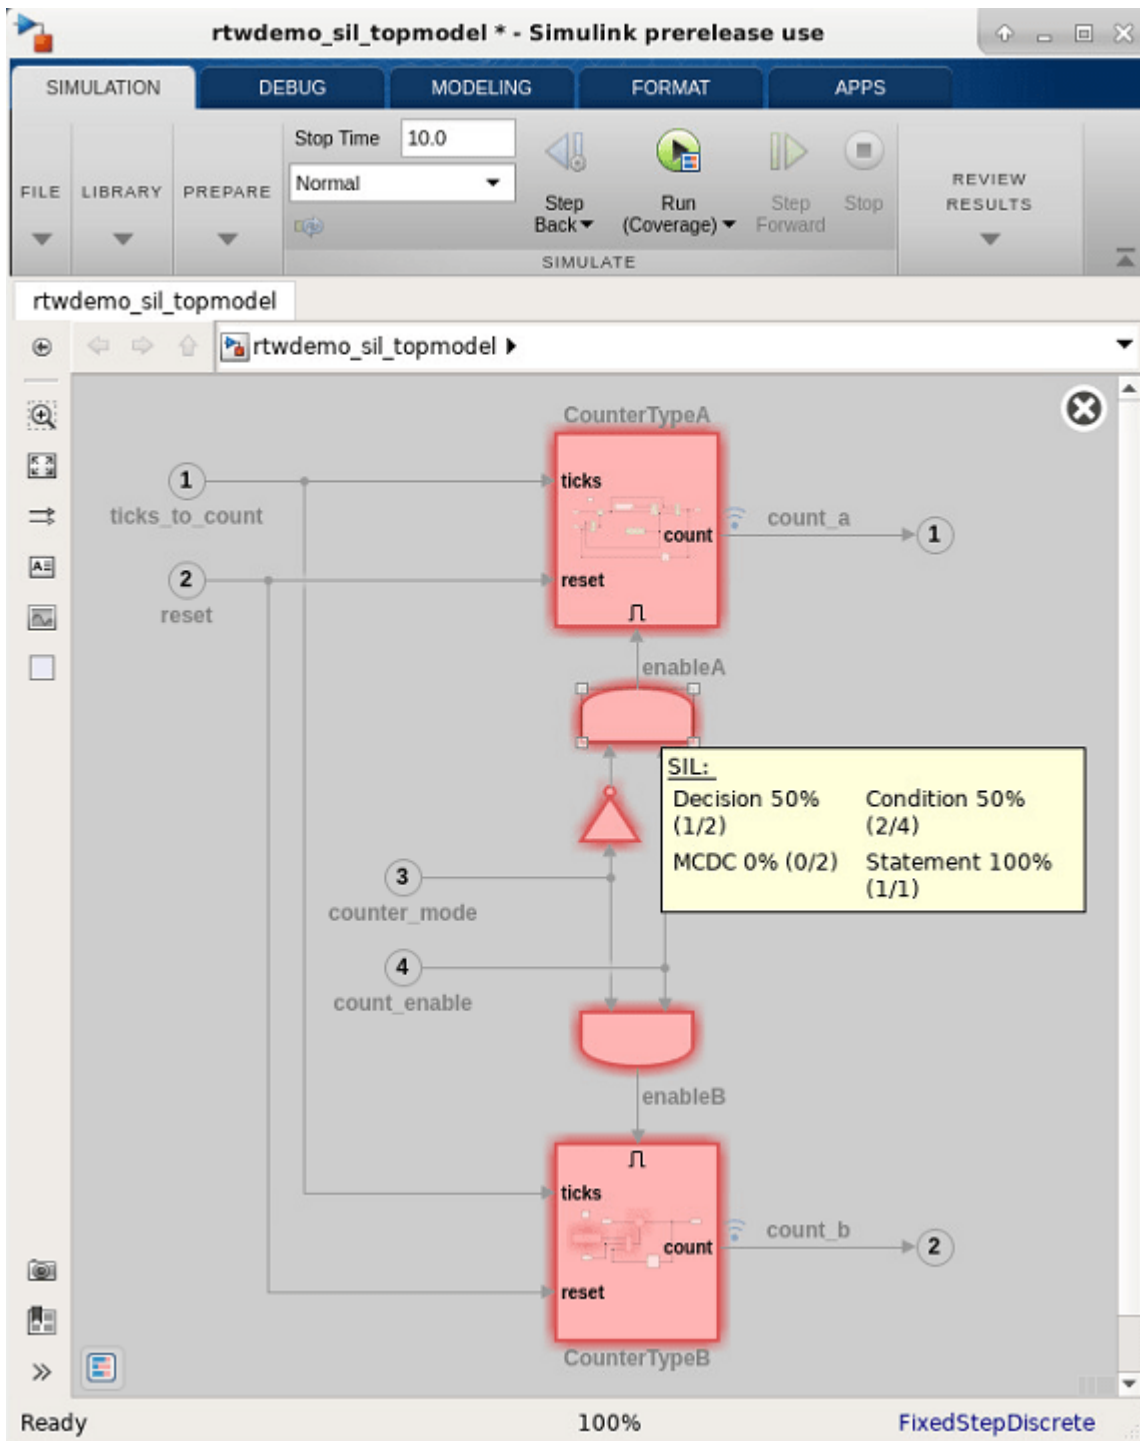 rtwdemo_sil_topmodel * - Simulink prerelease use
SIMULATION DEBUG MODELING FORMAT APPS
FILE
LIBRARY
PREPARE
Stop Time 10.0
Normal
Step
Back
Run
(Coverage)
Step
Forward
Stop
SIMULATE
REVIEW
RESULTS
rtwdemo_sil_topmodel
rtwdemo_sil_topmodel
CounterTypeA
1
ticks_to_count
ticks
count
count_a
1
2
reset
reset
enableA
SIL:
Decision 50%
(1/2)
Condition 50%
(2/4)
MCDC 0% (0/2)
Statement 100%
(1/1)
3
counter_mode
4
count_enable
enableB
ticks
count
count_b
2
reset
CounterTypeB
Ready 100% FixedStepDiscrete